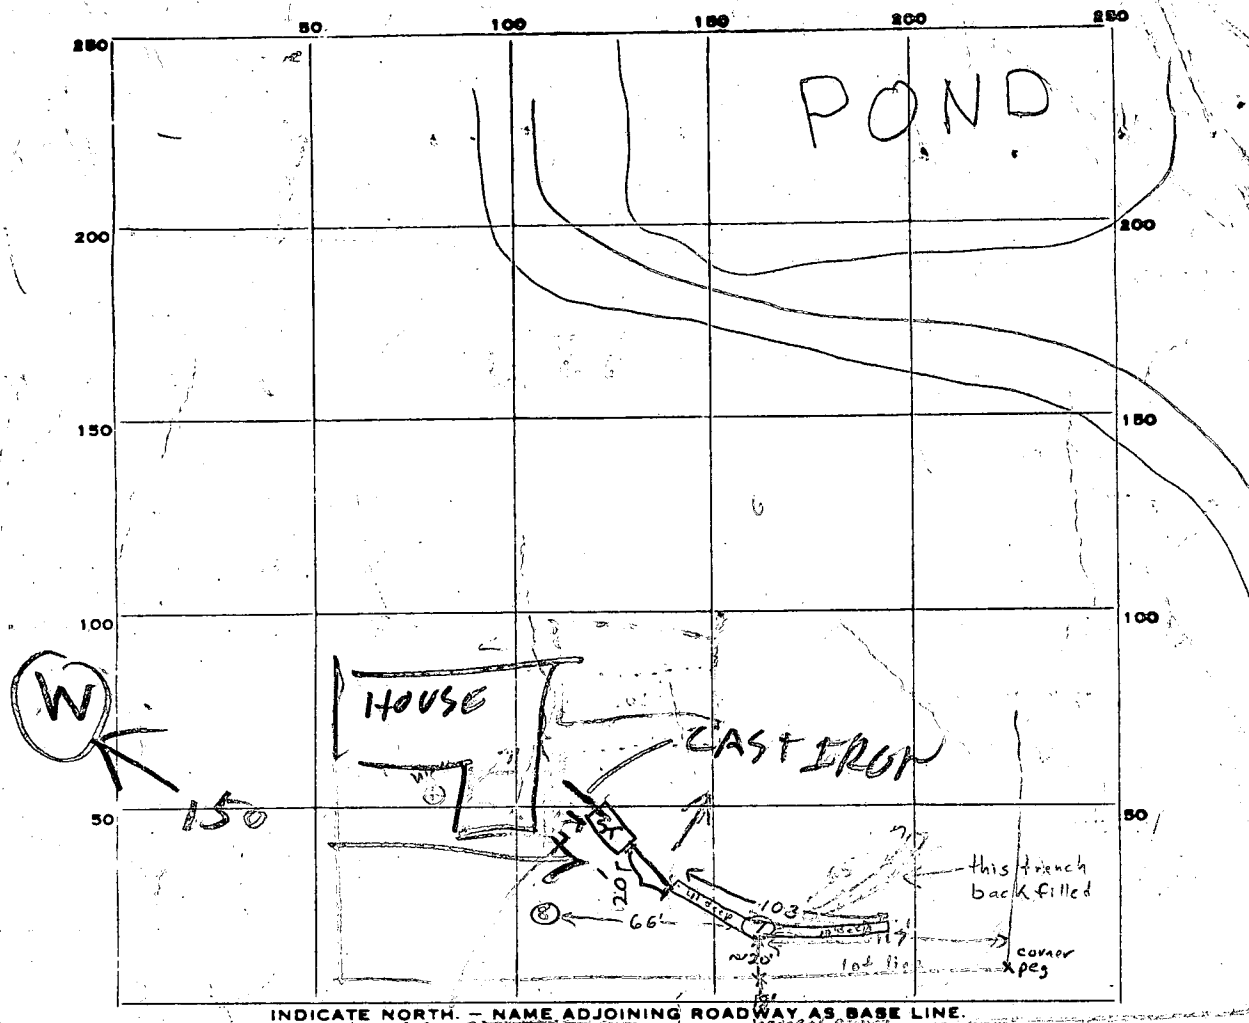 50 100 150 200 250
250
POND
200 200
150 150
100 100
W
HOUSE
CAST IRON
150
50 50
this trench
back filled
20'
103
66'
117
~20'
lot line
corner
peg
INDICATE NORTH. — NAME ADJOINING ROADWAY AS BASE LINE.